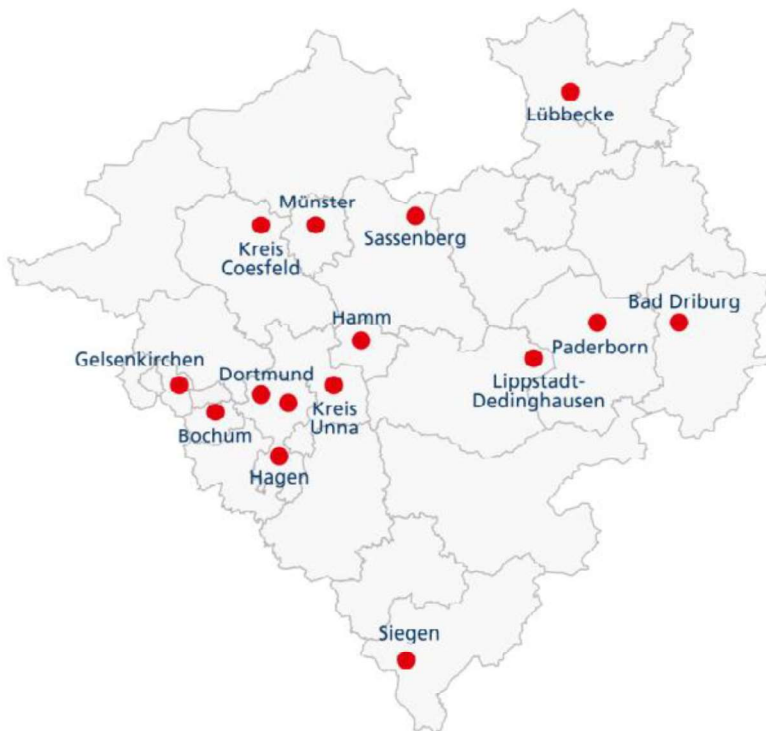 Lübbecke
Münster
Sassenberg
Kreis
Coesfeld
Bad Driburg
Hamm
Paderborn
Gelsenkirchen
Dortmund
Lippstadt-
Dedinghausen
Kreis
Unna
Bochum
Hagen
Siegen